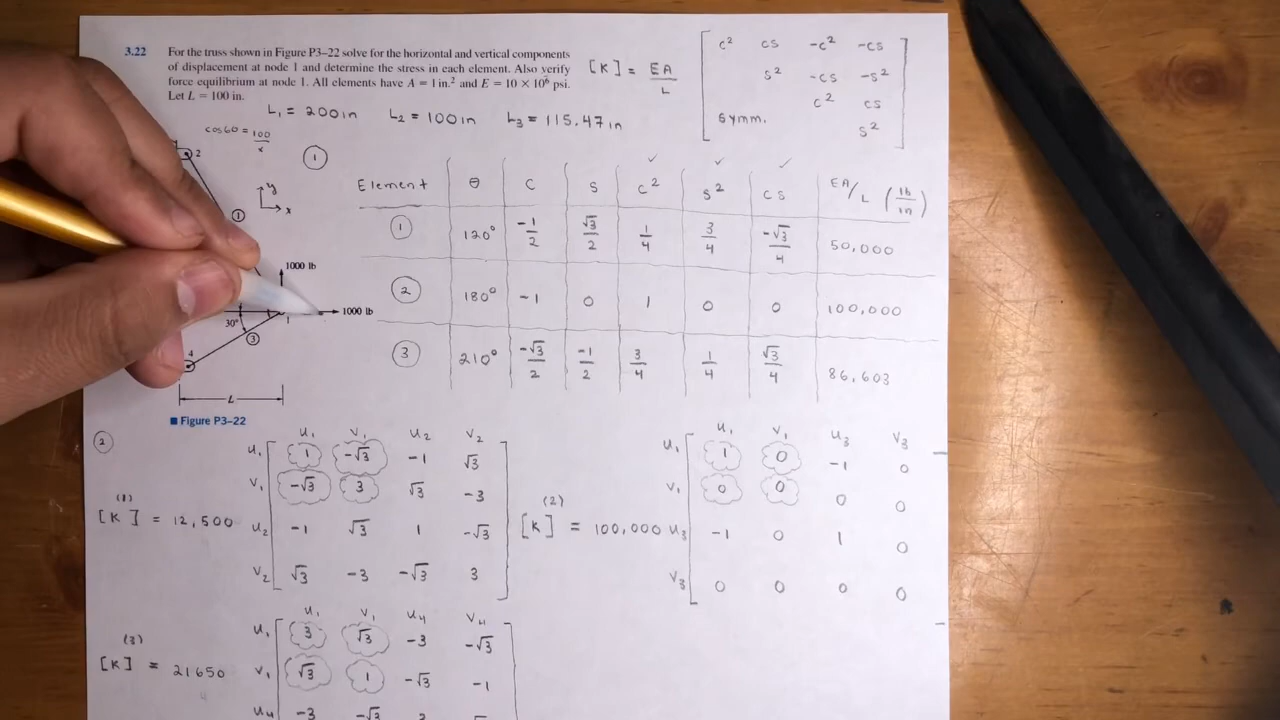 3.22 For the truss shown in Figure P3–22 solve for the horizontal and vertical components
of displacement at node 1 and determine the stress in each element. Also verify
force equilibrium at node 1. All elements have A = 1 in.² and E = 10 × 10⁶ psi.
Let L = 100 in.
[K] = EA/L
c² cs -c² -cs
s² -cs -s²
c² cs
Symm. s²
L₁ = 200in L₂ = 100in L₃ = 115.47in
cos60 = 100/x
①
2
y
x
①
1000 lb
1000 lb
30°
1
③
4
L
■ Figure P3–22
Element θ C S C² S² CS EA/L (lb/in)
① 120° -1/2 √3/2 1/4 3/4 -√3/4 50,000
② 180° -1 0 1 0 0 100,000
③ 210° -√3/2 -1/2 3/4 1/4 √3/4 86,603
②
u₁ v₁ u₂ v₂
u₁ 1 -√3 -1 √3
v₁ -√3 3 √3 -3
[K]⁽¹⁾ = 12,500
u₂ -1 √3 1 -√3
v₂ √3 -3 -√3 3
u₁ v₁ u₃ v₃
u₁ 1 0 -1 0
v₁ 0 0 0 0
[K]⁽²⁾ = 100,000
u₃ -1 0 1 0
v₃ 0 0 0 0
u₁ v₁ u₄ v₄
u₁ 3 √3 -3 -√3
[K]⁽³⁾ = 21650
v₁ √3 1 -√3 -1
u₄ -3 -√3